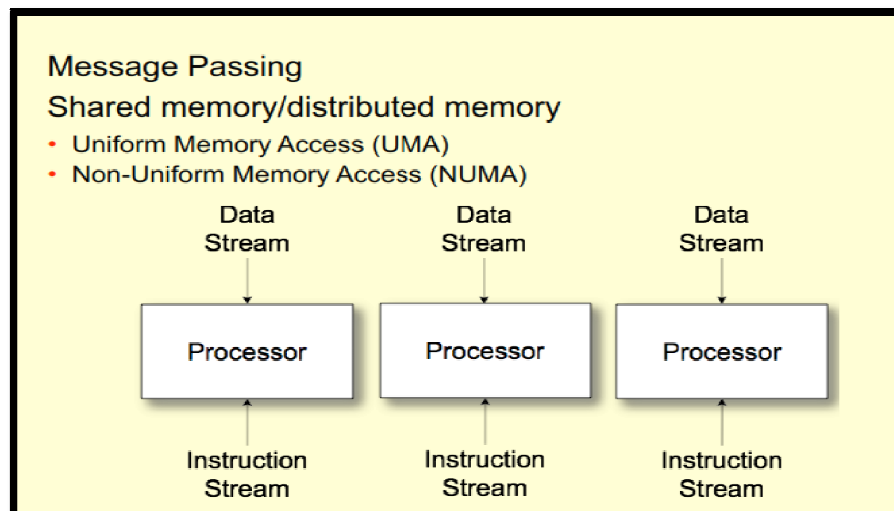 Message Passing
Shared memory/distributed memory
• Uniform Memory Access (UMA)
• Non-Uniform Memory Access (NUMA)
Data Stream
Data Stream
Data Stream
Processor
Processor
Processor
Instruction Stream
Instruction Stream
Instruction Stream